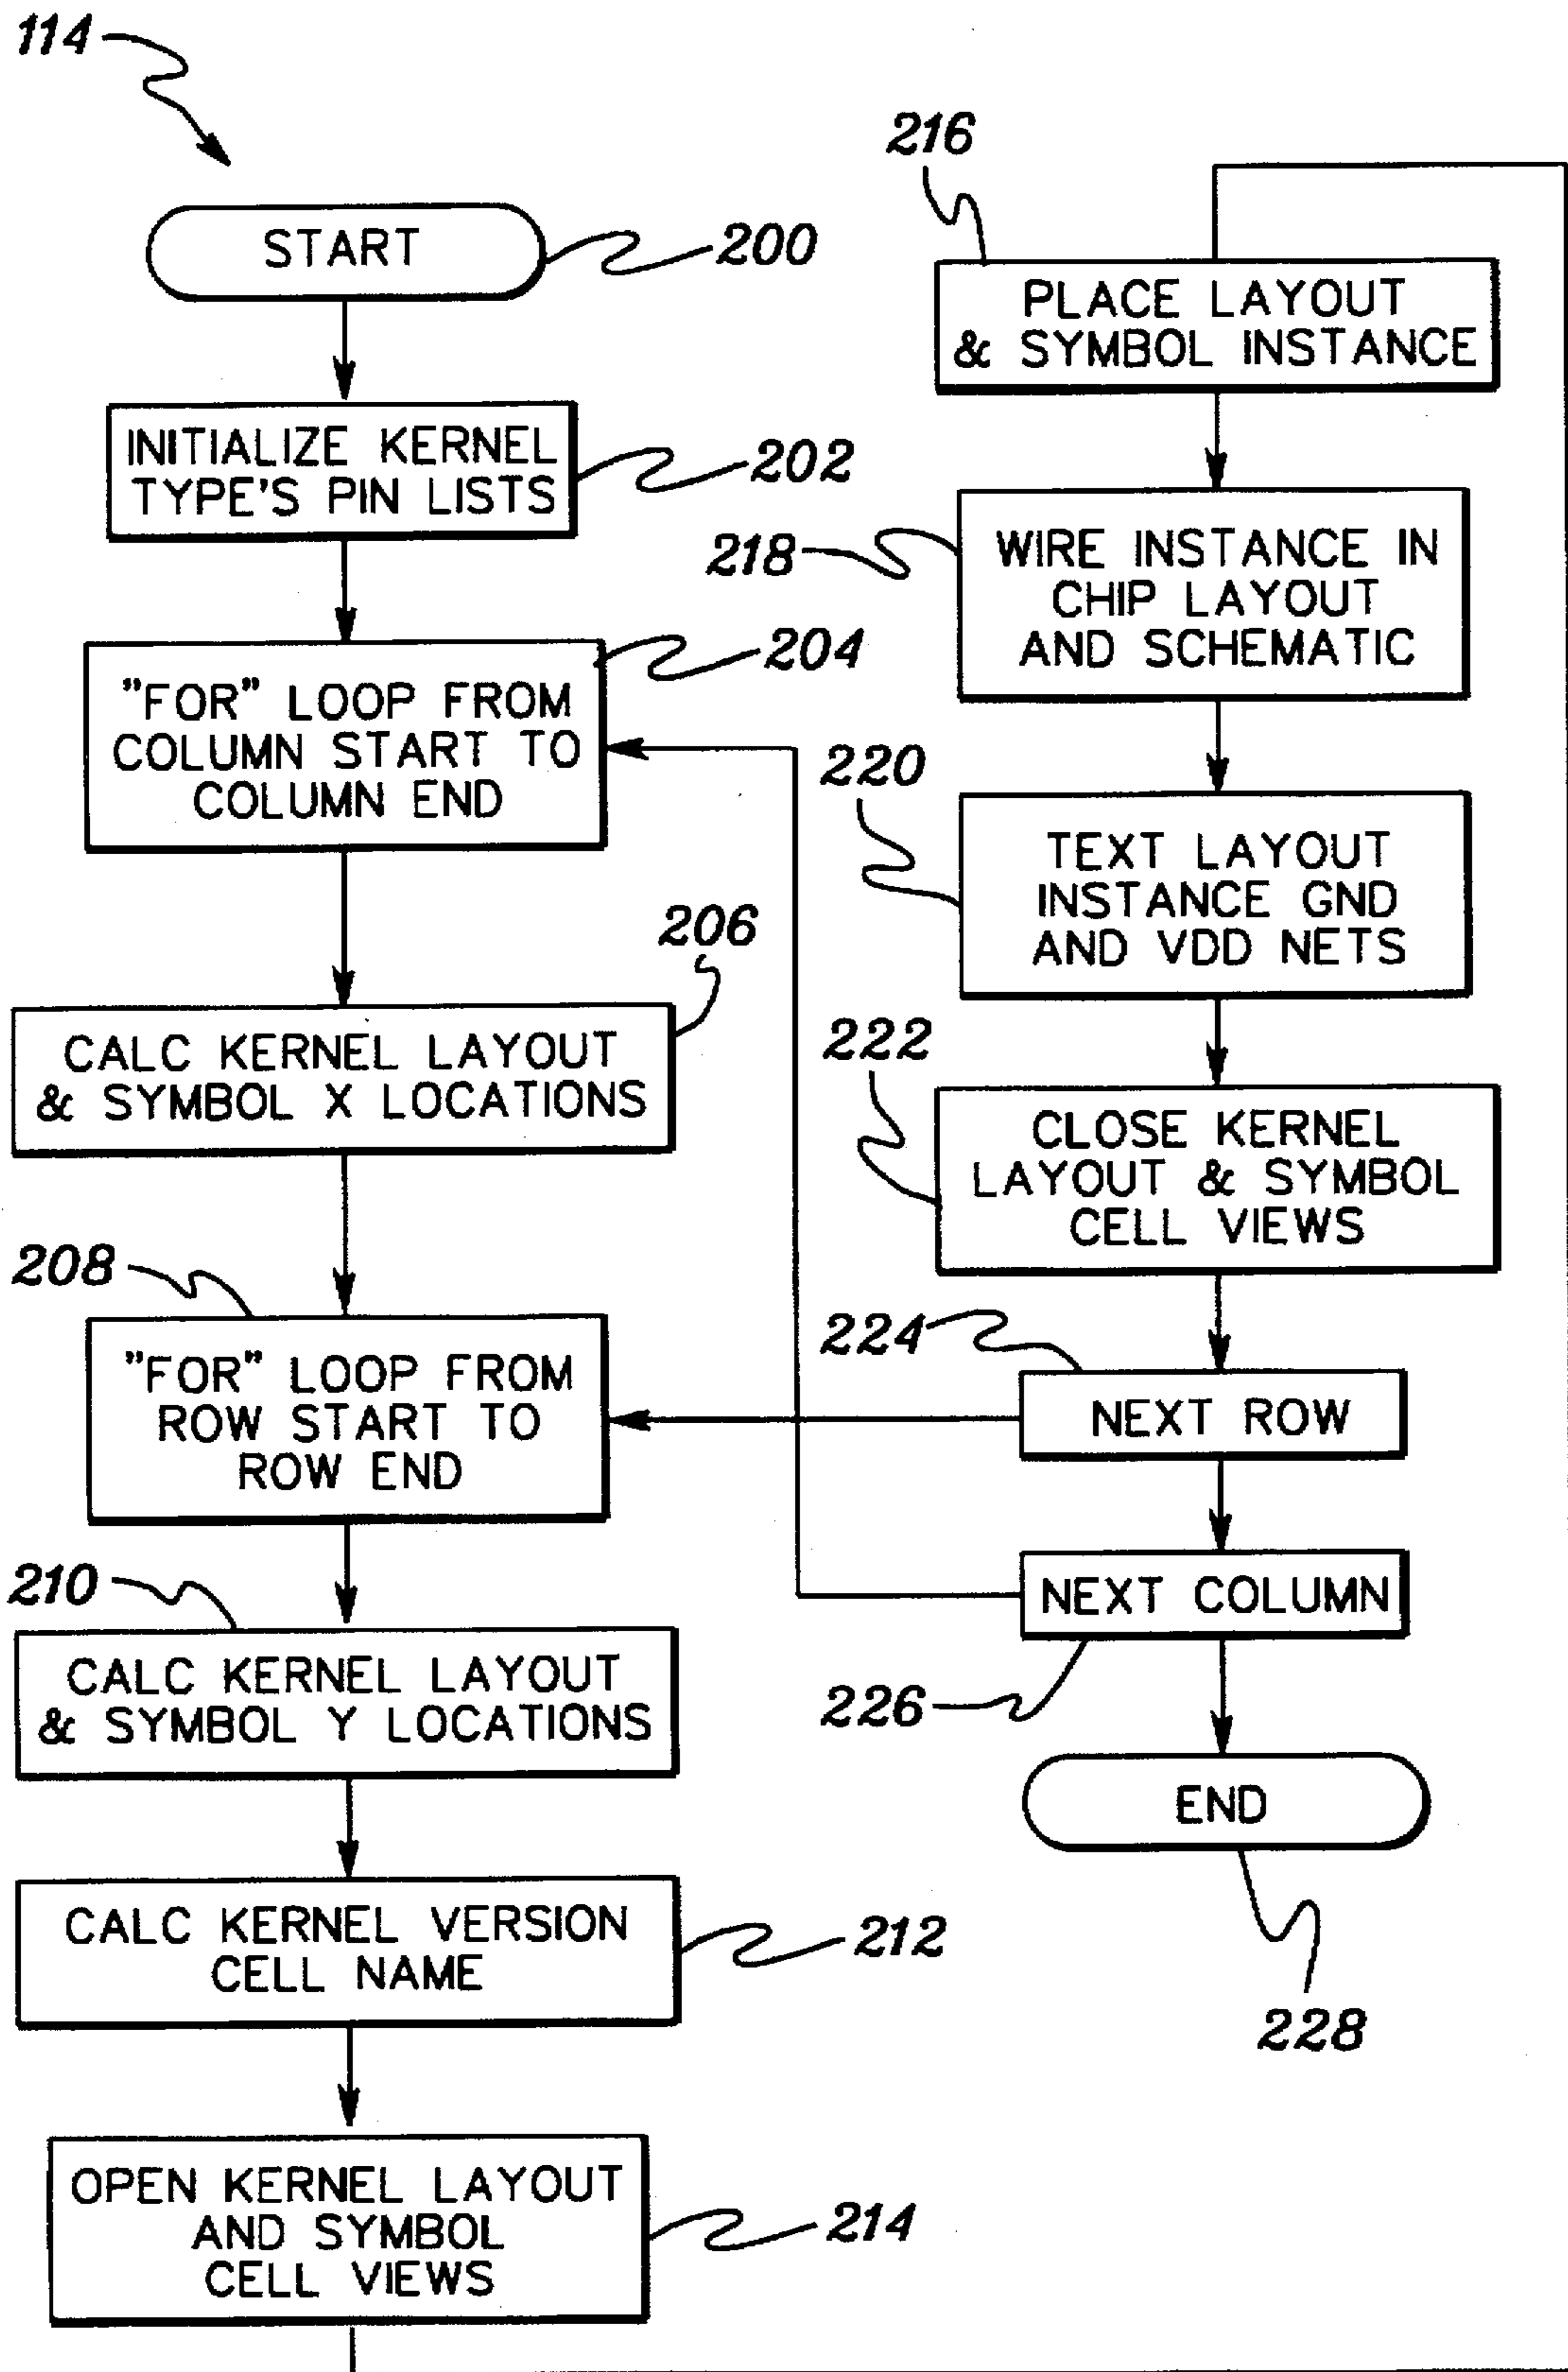 114
START
200
INITIALIZE KERNEL
TYPE'S PIN LISTS
202
"FOR" LOOP FROM
COLUMN START TO
COLUMN END
204
CALC KERNEL LAYOUT
& SYMBOL X LOCATIONS
206
208
"FOR" LOOP FROM
ROW START TO
ROW END
210
CALC KERNEL LAYOUT
& SYMBOL Y LOCATIONS
CALC KERNEL VERSION
CELL NAME
212
OPEN KERNEL LAYOUT
AND SYMBOL
CELL VIEWS
214
216
PLACE LAYOUT
& SYMBOL INSTANCE
218
WIRE INSTANCE IN
CHIP LAYOUT
AND SCHEMATIC
220
TEXT LAYOUT
INSTANCE GND
AND VDD NETS
222
CLOSE KERNEL
LAYOUT & SYMBOL
CELL VIEWS
224
NEXT ROW
NEXT COLUMN
226
END
228